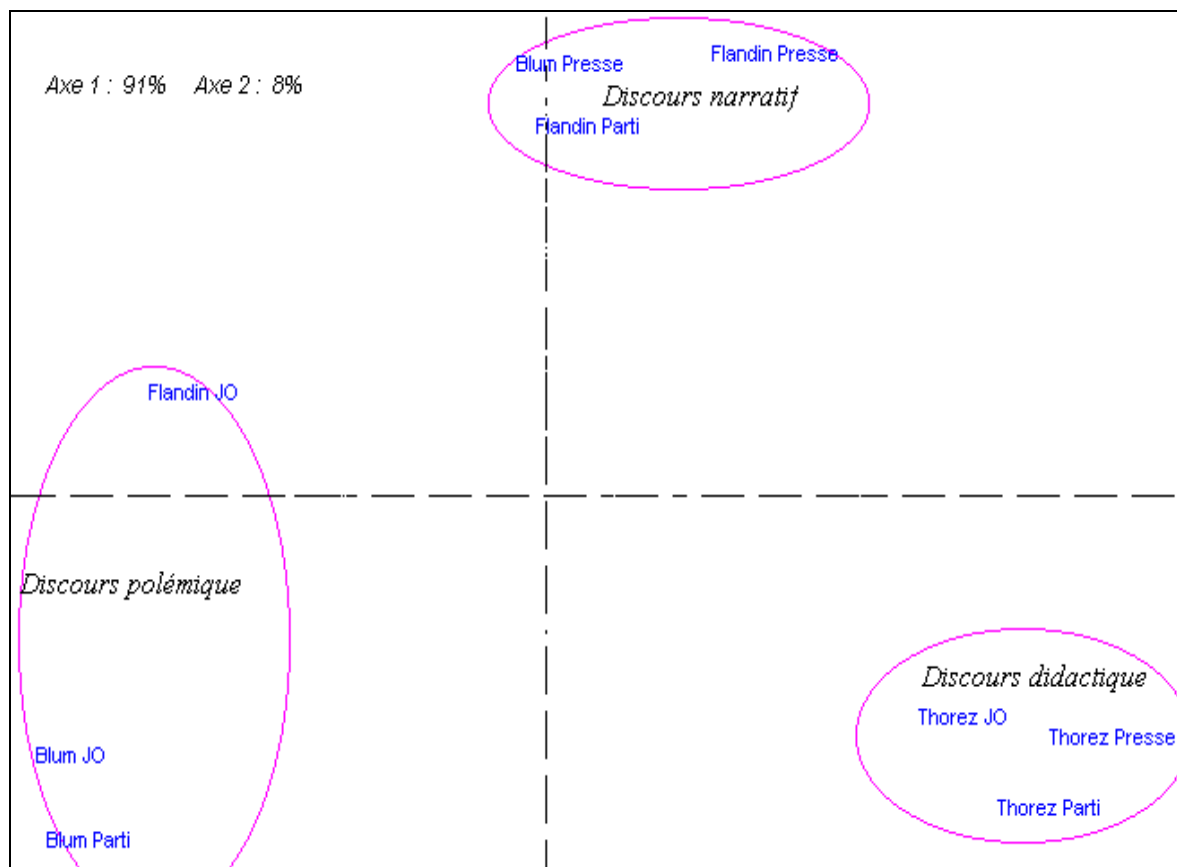 Blum Presse
Flandin Presse
Axe 1 : 91% Axe 2 : 8%
Discours narratif
Flandin Parti
Flandin JO
Discours polémique
Discours didactique
Thorez JO
Thorez Presse
Blum JO
Thorez Parti
Blum Parti